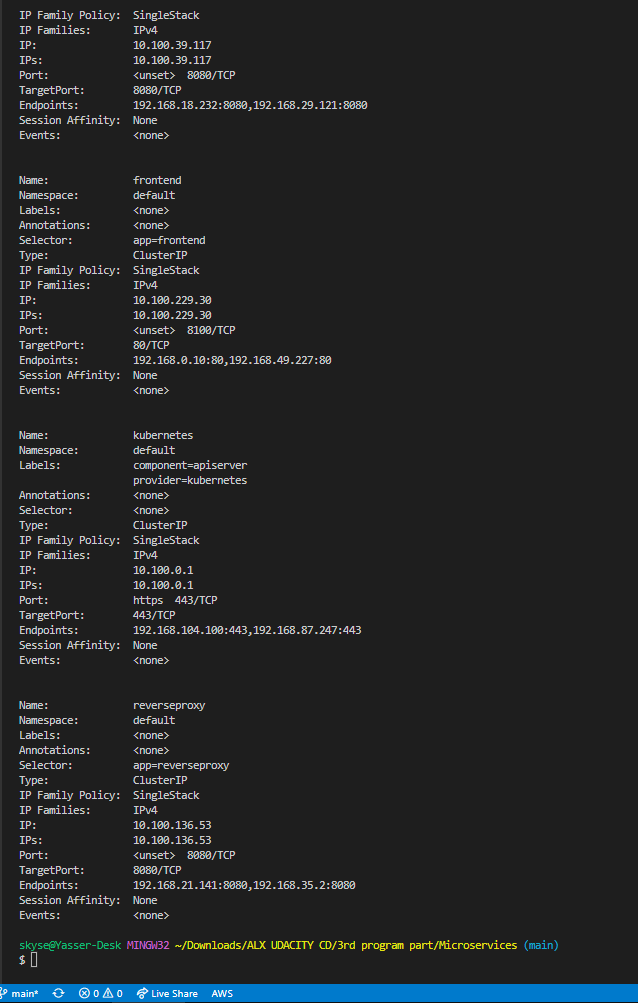 IP Family Policy:  SingleStack
IP Families:       IPv4
IP:                10.100.39.117
IPs:               10.100.39.117
Port:              <unset>  8080/TCP
TargetPort:        8080/TCP
Endpoints:         192.168.18.232:8080,192.168.29.121:8080
Session Affinity:  None
Events:            <none>
Name:              frontend
Namespace:         default
Labels:            <none>
Annotations:       <none>
Selector:          app=frontend
Type:              ClusterIP
IP Family Policy:  SingleStack
IP Families:       IPv4
IP:                10.100.229.30
IPs:               10.100.229.30
Port:              <unset>  8100/TCP
TargetPort:        80/TCP
Endpoints:         192.168.0.10:80,192.168.49.227:80
Session Affinity:  None
Events:            <none>
Name:              kubernetes
Namespace:         default
Labels:            component=apiserver
                   provider=kubernetes
Annotations:       <none>
Selector:          <none>
Type:              ClusterIP
IP Family Policy:  SingleStack
IP Families:       IPv4
IP:                10.100.0.1
IPs:               10.100.0.1
Port:              https  443/TCP
TargetPort:        443/TCP
Endpoints:         192.168.104.100:443,192.168.87.247:443
Session Affinity:  None
Events:            <none>
Name:              reverseproxy
Namespace:         default
Labels:            <none>
Annotations:       <none>
Selector:          app=reverseproxy
Type:              ClusterIP
IP Family Policy:  SingleStack
IP Families:       IPv4
IP:                10.100.136.53
IPs:               10.100.136.53
Port:              <unset>  8080/TCP
TargetPort:        8080/TCP
Endpoints:         192.168.21.141:8080,192.168.35.2:8080
Session Affinity:  None
Events:            <none>
skyse@Yasser-Desk MINGW32 ~/Downloads/ALX UDACITY CD/3rd program part/Microservices (main)
$
main* 0 0 Live Share AWS